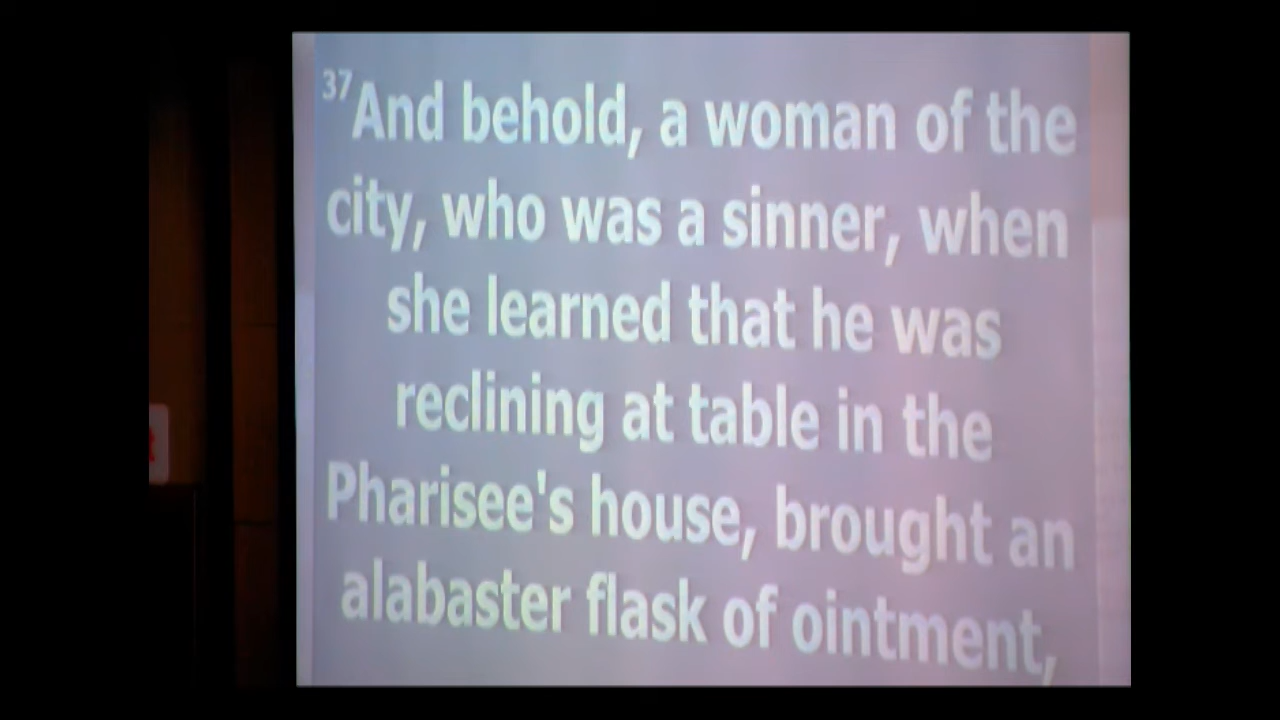 37And behold, a woman of the
city, who was a sinner, when
she learned that he was
reclining at table in the
Pharisee's house, brought an
alabaster flask of ointment,